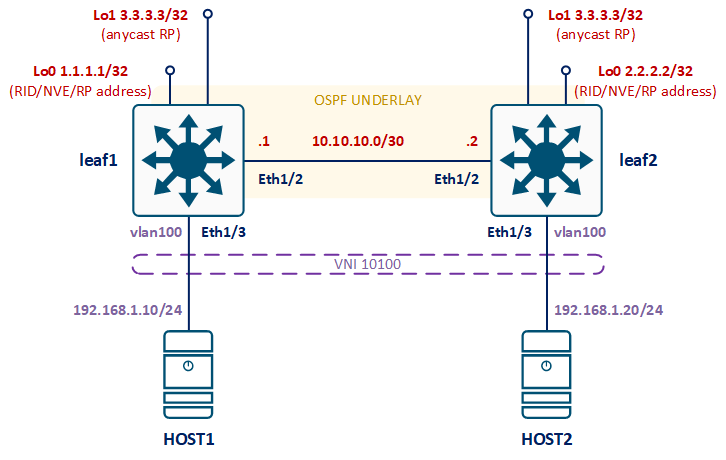 Lo1 3.3.3.3/32
(anycast RP)
Lo1 3.3.3.3/32
(anycast RP)
Lo0 1.1.1.1/32
(RID/NVE/RP address)
Lo0 2.2.2.2/32
(RID/NVE/RP address)
OSPF UNDERLAY
.1
10.10.10.0/30
.2
leaf1
leaf2
Eth1/2
Eth1/2
vlan100
Eth1/3
Eth1/3
vlan100
VNI 10100
192.168.1.10/24
192.168.1.20/24
HOST1
HOST2